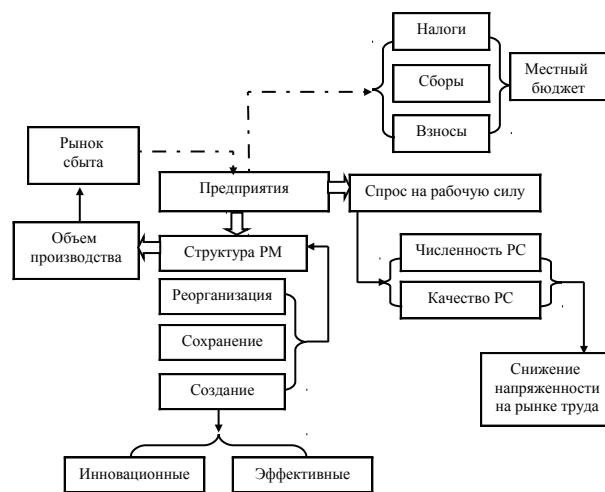 Налоги
Сборы
Взносы
Местный
бюджет
Рынок
сбыта
Предприятия
Спрос на рабочую силу
Объем
производства
Структура РМ
Численность РС
Качество РС
Реорганизация
Сохранение
Создание
Снижение
напряженности
на рынке труда
Инновационные
Эффективные